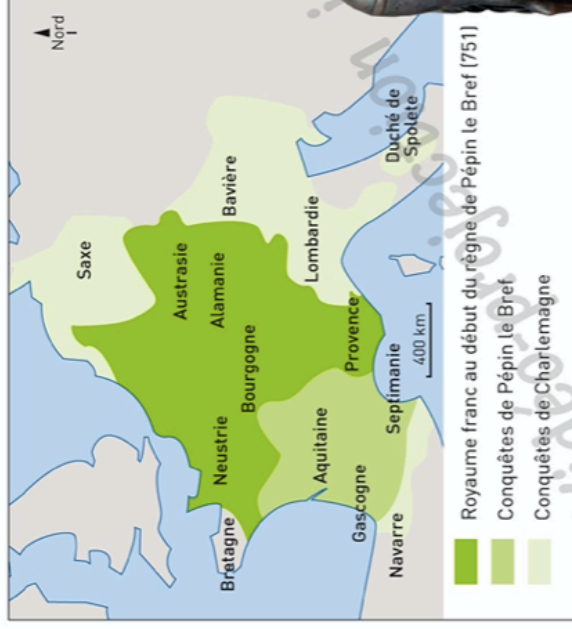 Nord
Saxe
Austrasie
Bavière
Alamanie
Neustrie
Bourgogne
Bretagne
Lombardie
Duché de
Spolete
Aquitaine
Provence
Gascogne
Septimanie
Navarre
400 km
Royaume franc au début du règne de Pépin le Bref (751)
Conquêtes de Pépin le Bref
Conquêtes de Charlemagne